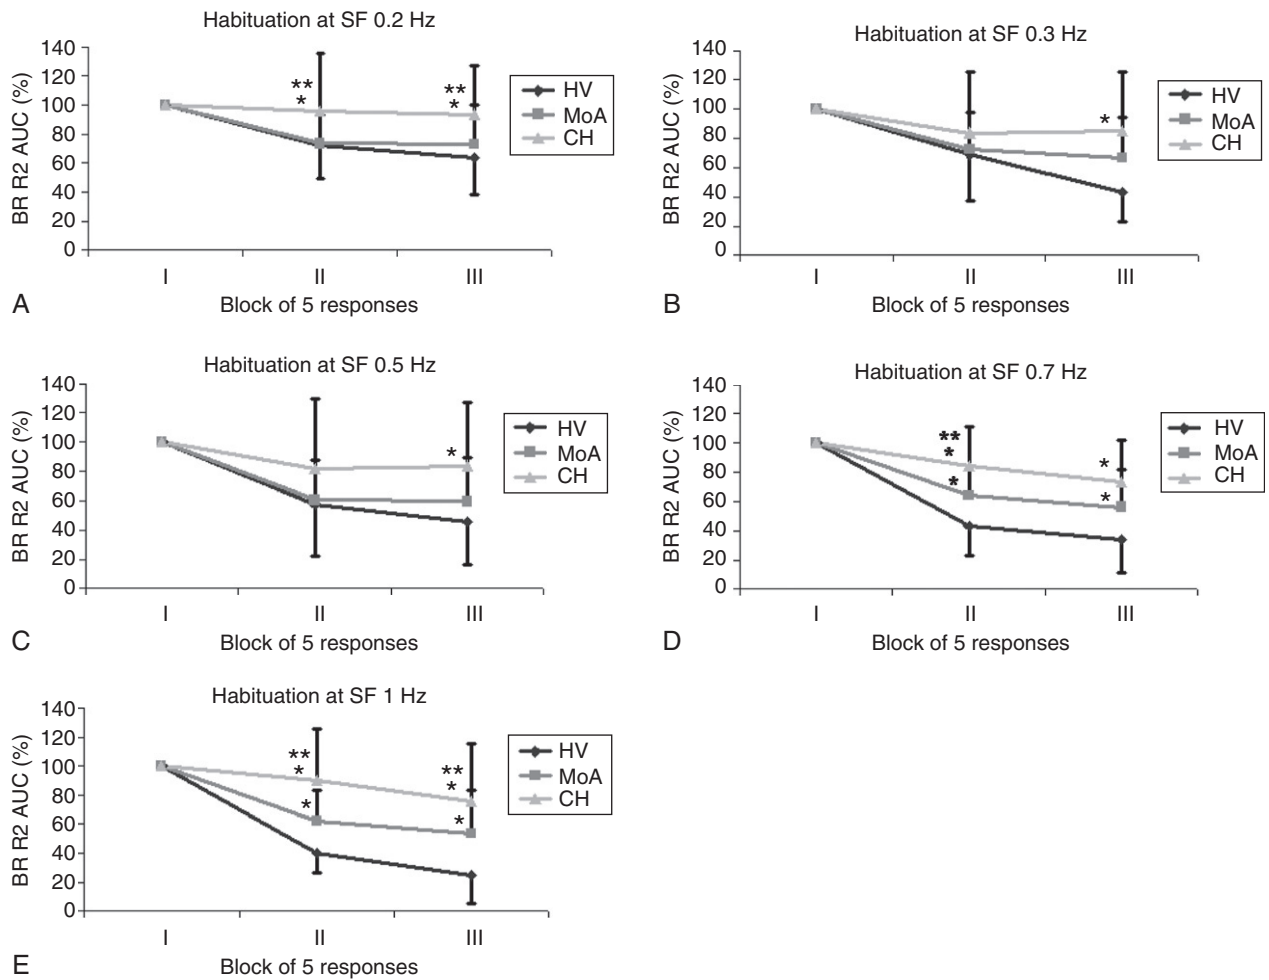 Habituation at SF 0.2 Hz
BR R2 AUC (%)
140
120
100
80
60
40
20
0
**
*
**
*
HV
MoA
CH
I II III
A Block of 5 responses
Habituation at SF 0.3 Hz
BR R2 AUC (%)
140
120
100
80
60
40
20
0
*
HV
MoA
CH
I II III
B Block of 5 responses
Habituation at SF 0.5 Hz
BR R2 AUC (%)
140
120
100
80
60
40
20
0
*
HV
MoA
CH
I II III
C Block of 5 responses
Habituation at SF 0.7 Hz
BR R2 AUC (%)
140
120
100
80
60
40
20
0
**
*
*
*
*
HV
MoA
CH
I II III
D Block of 5 responses
Habituation at SF 1 Hz
BR R2 AUC (%)
140
120
100
80
60
40
20
0
**
*
*
**
*
*
HV
MoA
CH
I II III
E Block of 5 responses